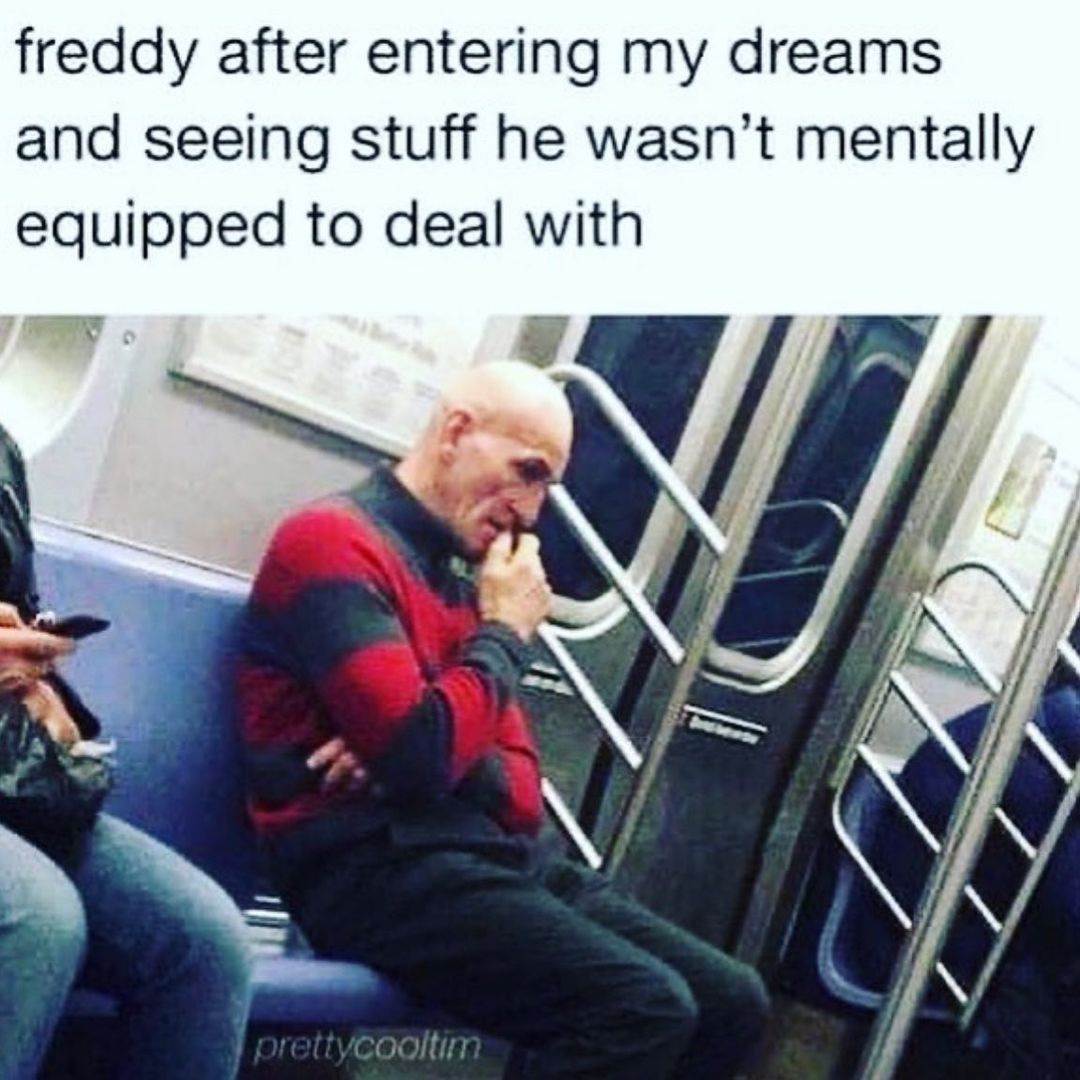 freddy after entering my dreams
and seeing stuff he wasn't mentally
equipped to deal with
prettycooltim